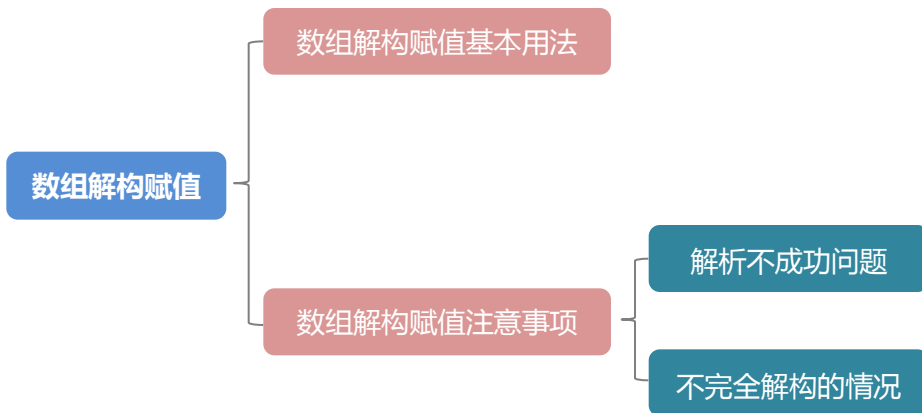 数组解构赋值基本用法
数组解构赋值
解析不成功问题
数组解构赋值注意事项
不完全解构的情况